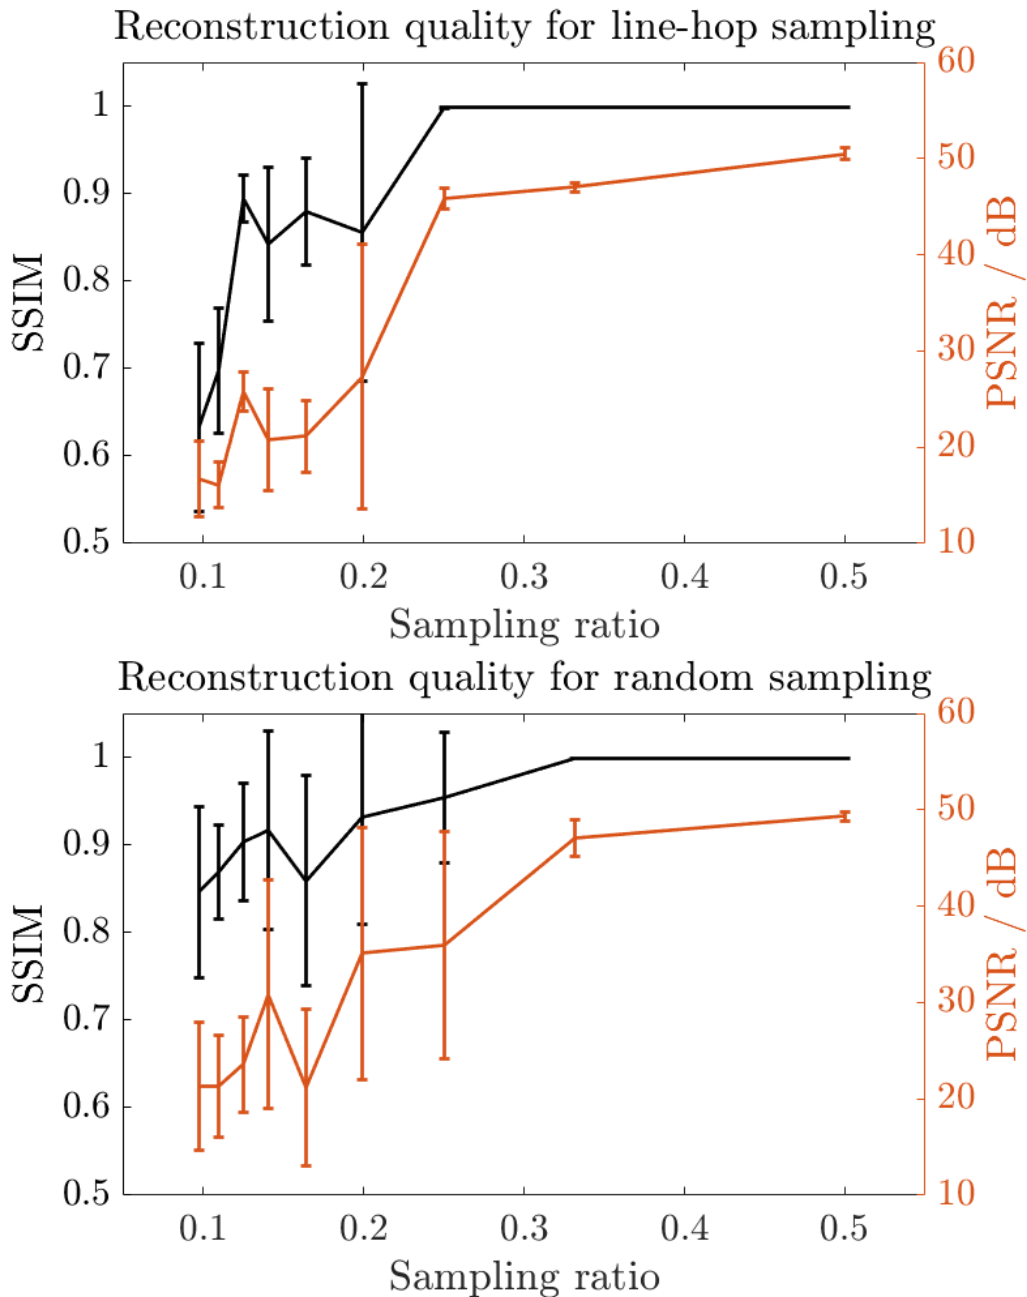 Reconstruction quality for line-hop sampling
60
1
50
0.9
40
0.8
SSIM
PSNR / dB
30
0.7
20
0.6
0.5
10
0.1 0.2 0.3 0.4 0.5
Sampling ratio
Reconstruction quality for random sampling
60
1
50
0.9
40
0.8
SSIM
PSNR / dB
30
0.7
20
0.6
0.5
10
0.1 0.2 0.3 0.4 0.5
Sampling ratio